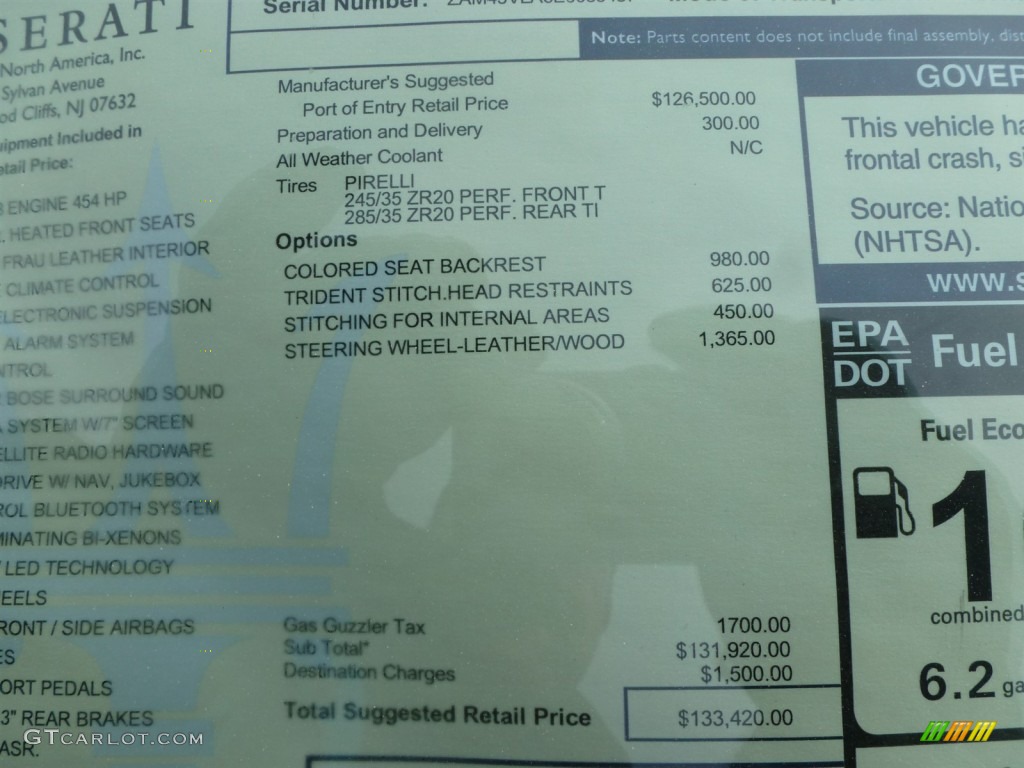 SERATI
North America, Inc.
Sylvan Avenue
od Cliffs, NJ 07632
uipment Included in
etail Price:
ENGINE 454 HP
HEATED FRONT SEATS
FRAU LEATHER INTERIOR
CLIMATE CONTROL
ELECTRONIC SUSPENSION
ALARM SYSTEM
NTROL
BOSE SURROUND SOUND
A SYSTEM W/7" SCREEN
ELLITE RADIO HARDWARE
DRIVE W/ NAV, JUKEBOX
ROL BLUETOOTH SYSTEM
MINATING BI-XENONS
LED TECHNOLOGY
EELS
RONT / SIDE AIRBAGS
ES
ORT PEDALS
3" REAR BRAKES
ASR.
Serial Number:
Note: Parts content does not include final assembly, dist
Manufacturer's Suggested
Port of Entry Retail Price $126,500.00
Preparation and Delivery 300.00
All Weather Coolant N/C
Tires PIRELLI
245/35 ZR20 PERF. FRONT T
285/35 ZR20 PERF. REAR TI
Options
COLORED SEAT BACKREST 980.00
TRIDENT STITCH.HEAD RESTRAINTS 625.00
STITCHING FOR INTERNAL AREAS 450.00
STEERING WHEEL-LEATHER/WOOD 1,365.00
Gas Guzzler Tax 1700.00
Sub Total* $131,920.00
Destination Charges $1,500.00
Total Suggested Retail Price $133,420.00
GOVER
This vehicle ha
frontal crash, si
Source: Natio
(NHTSA).
www.s
EPA
DOT
Fuel
Fuel Eco
1
combined
6.2 ga
GTCARLOT.COM